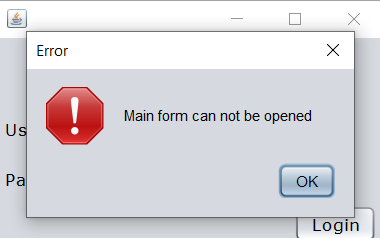 Error
Main form can not be opened
Us
OK
Pa
Login